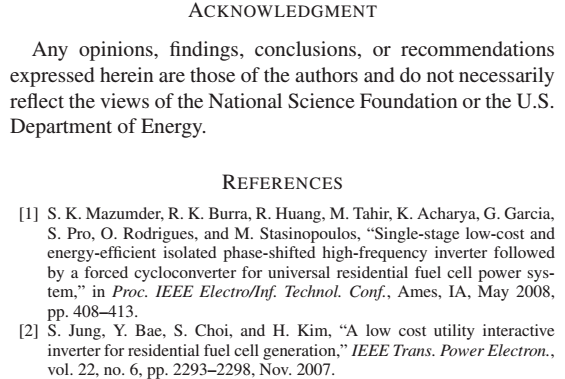 ACKNOWLEDGMENT
Any opinions, findings, conclusions, or recommendations
expressed herein are those of the authors and do not necessarily
reflect the views of the National Science Foundation or the U.S.
Department of Energy.
REFERENCES
[1] S. K. Mazumder, R. K. Burra, R. Huang, M. Tahir, K. Acharya, G. Garcia,
S. Pro, O. Rodrigues, and M. Stasinopoulos, “Single-stage low-cost and
energy-efficient isolated phase-shifted high-frequency inverter followed
by a forced cycloconverter for universal residential fuel cell power sys-
tem,” in Proc. IEEE Electro/Inf. Technol. Conf., Ames, IA, May 2008,
pp. 408–413.
[2] S. Jung, Y. Bae, S. Choi, and H. Kim, “A low cost utility interactive
inverter for residential fuel cell generation,” IEEE Trans. Power Electron.,
vol. 22, no. 6, pp. 2293–2298, Nov. 2007.